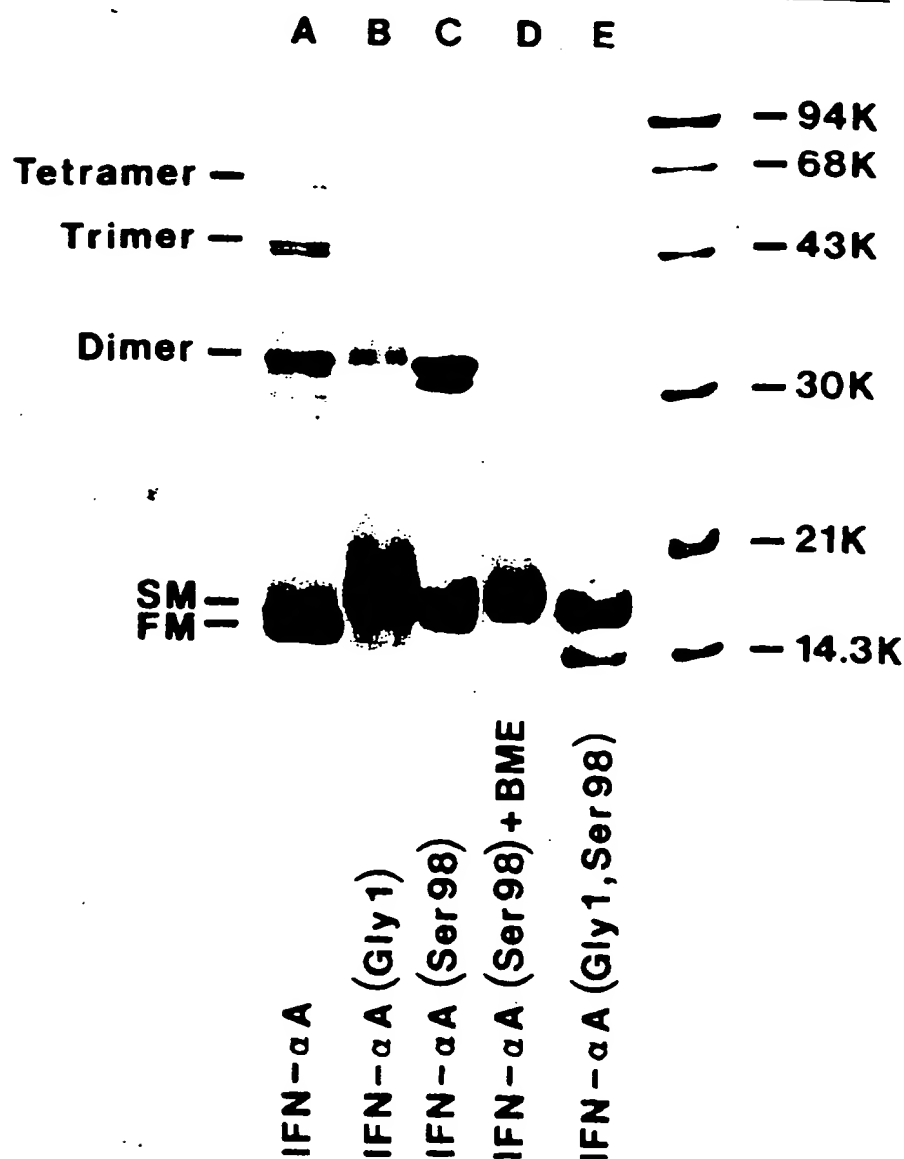 A B C D E
– 94K
Tetramer –
– 68K
Trimer –
– 43K
Dimer –
– 30K
– 21K
SM –
FM –
– 14.3K
IFN–αA
IFN–αA (Gly1)
IFN–αA (Ser98)
IFN–αA (Ser98)+BME
IFN–αA (Gly1,Ser98)